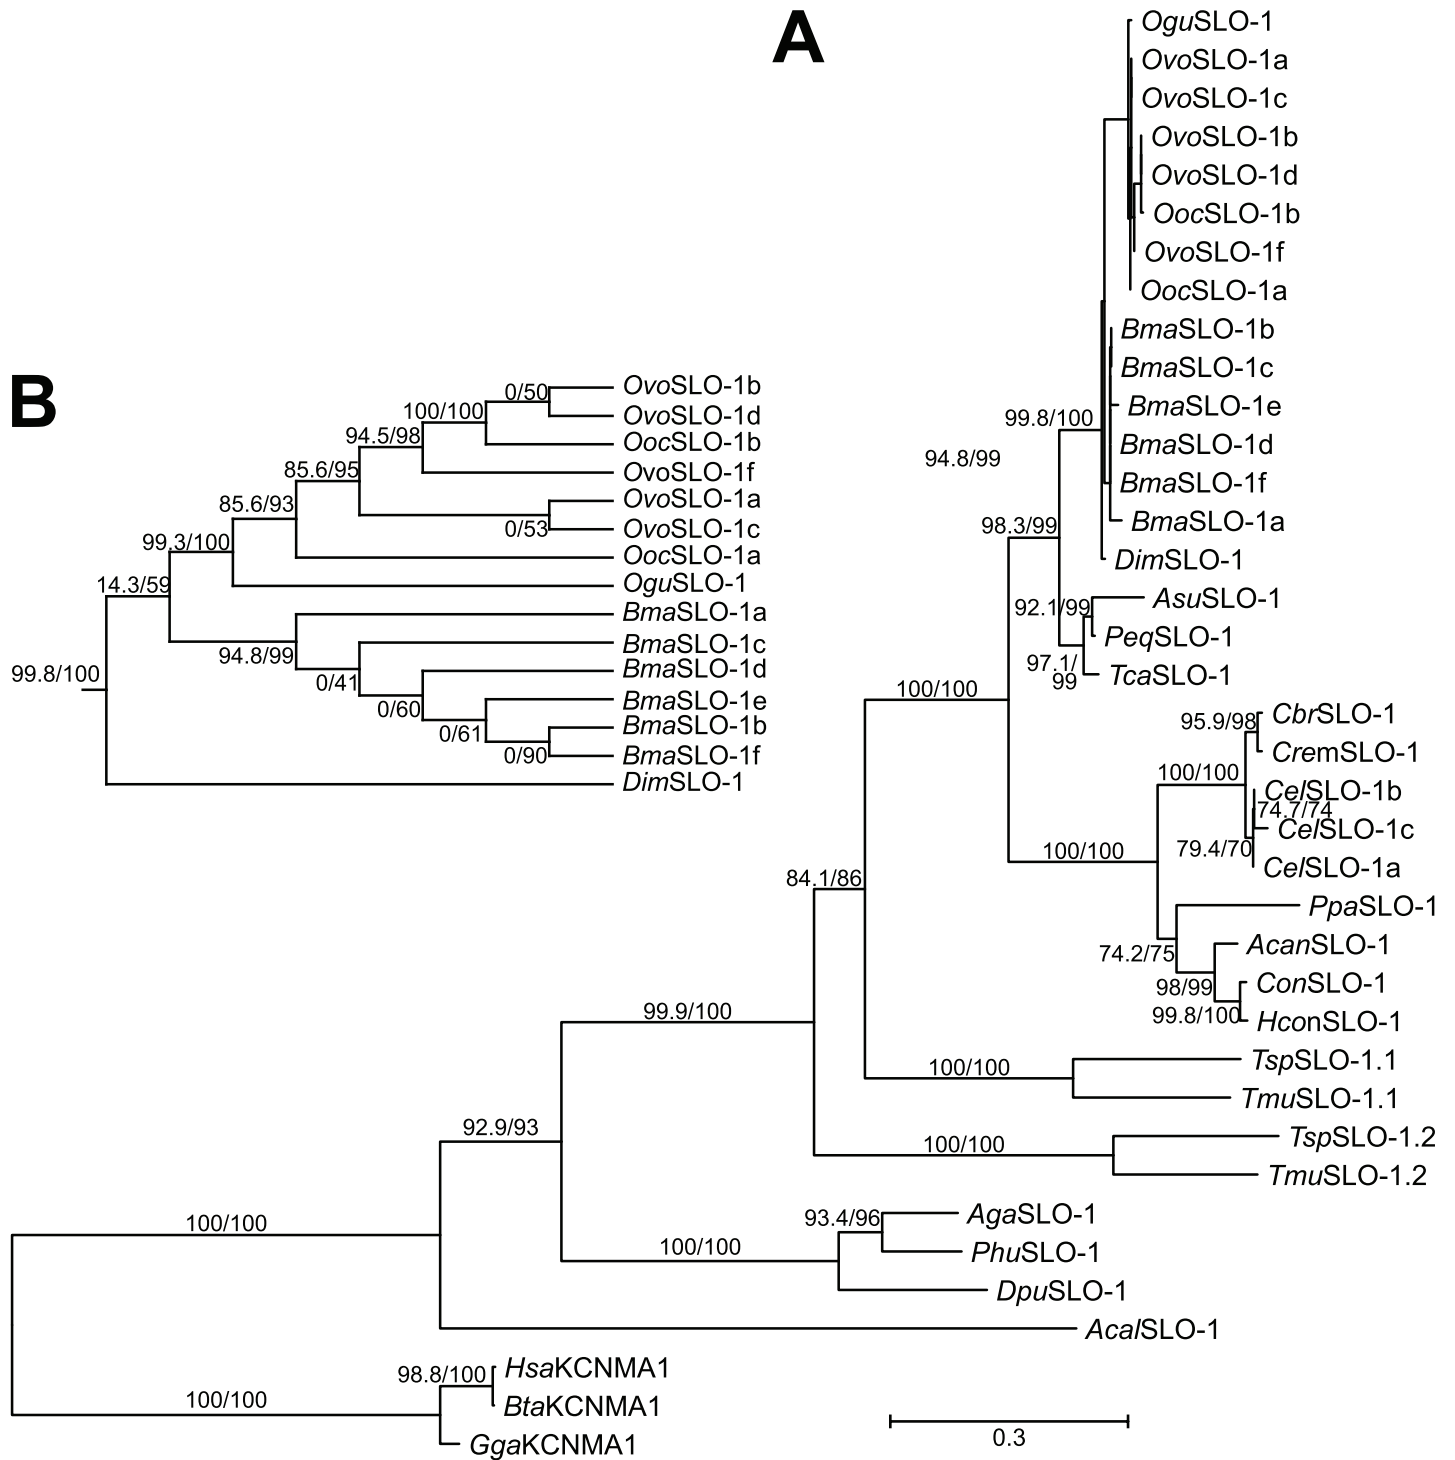 A
OguSLO-1
OvoSLO-1a
OvoSLO-1c
OvoSLO-1b
OvoSLO-1d
OocSLO-1b
OvoSLO-1f
OocSLO-1a
BmaSLO-1b
BmaSLO-1c
BmaSLO-1e
BmaSLO-1d
BmaSLO-1f
BmaSLO-1a
DimSLO-1
AsuSLO-1
PeqSLO-1
TcaSLO-1
CbrSLO-1
CremSLO-1
CelSLO-1b
CelSLO-1c
CelSLO-1a
PpaSLO-1
AcanSLO-1
ConSLO-1
HconSLO-1
TspSLO-1.1
TmuSLO-1.1
TspSLO-1.2
TmuSLO-1.2
AgaSLO-1
PhuSLO-1
DpuSLO-1
AcalSLO-1
HsaKCNMA1
BtaKCNMA1
GgaKCNMA1
99.8/100
94.8/99
98.3/99
92.1/99
97.1/
99
100/100
95.9/98
100/100
74.7/74
79.4/70
100/100
84.1/86
74.2/75
98/99
99.8/100
99.9/100
100/100
92.9/93
100/100
93.4/96
100/100
100/100
98.8/100
100/100
0.3
B
OvoSLO-1b
OvoSLO-1d
OocSLO-1b
OvoSLO-1f
OvoSLO-1a
OvoSLO-1c
OocSLO-1a
OguSLO-1
BmaSLO-1a
BmaSLO-1c
BmaSLO-1d
BmaSLO-1e
BmaSLO-1b
BmaSLO-1f
DimSLO-1
0/50
100/100
94.5/98
85.6/95
85.6/93
0/53
99.3/100
14.3/59
94.8/99
99.8/100
0/41
0/60
0/61
0/90